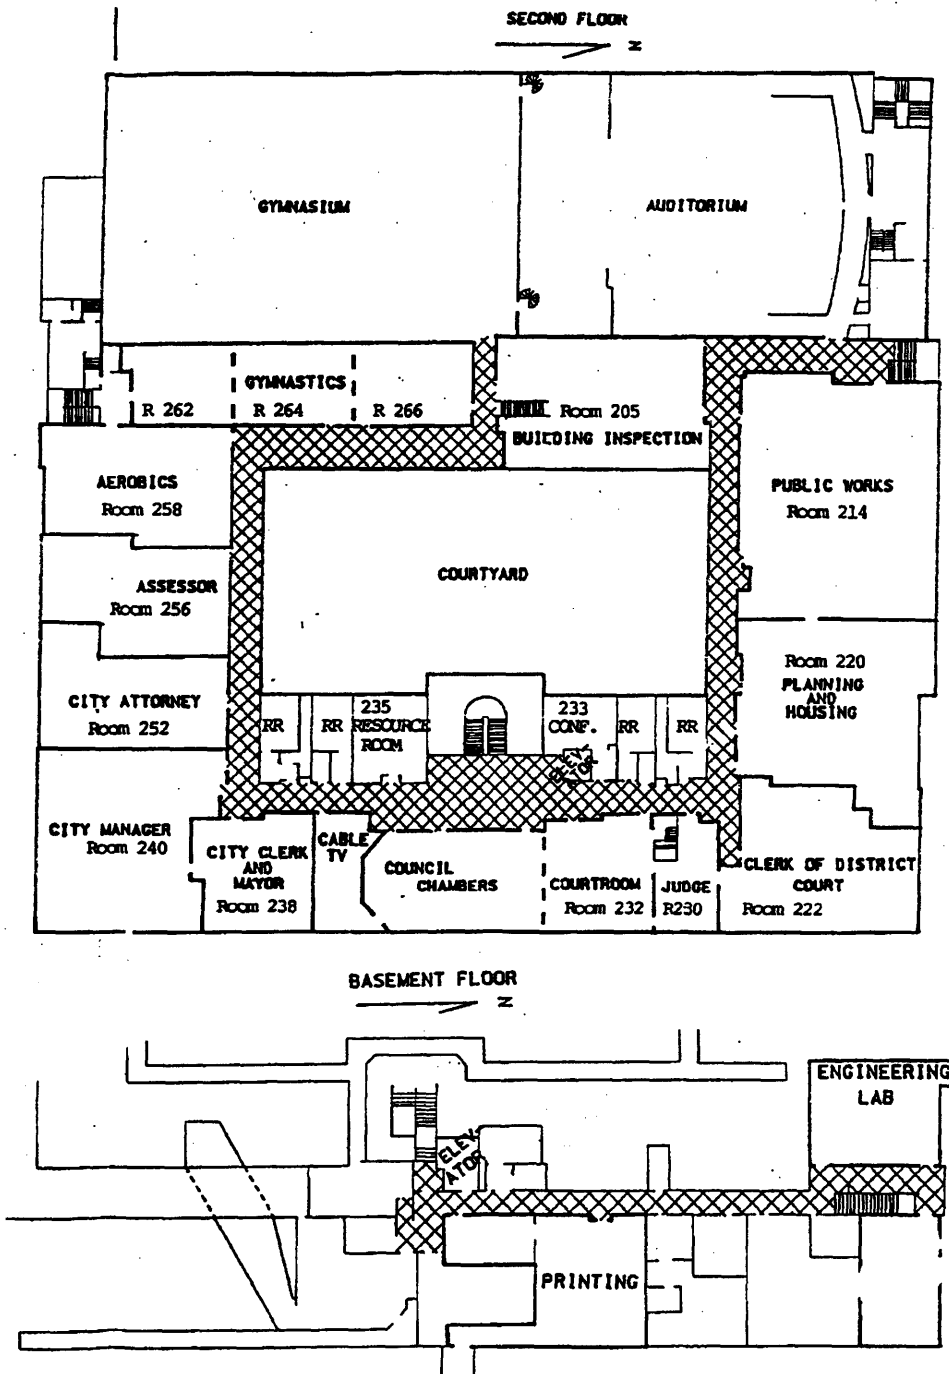 SECOND FLOOR
N
GYMNASIUM
AUDITORIUM
GYMNASTICS
R 262
R 264
R 266
Room 205
BUILDING INSPECTION
AEROBICS
Room 258
PUBLIC WORKS
Room 214
COURTYARD
ASSESSOR
Room 256
Room 220
PLANNING
AND
HOUSING
CITY ATTORNEY
Room 252
RR
RR
235
RESOURCE
ROOM
233
CONF.
RR
RR
ELEV-
ATOR
CITY MANAGER
Room 240
CITY CLERK
AND
MAYOR
Room 238
CABLE
TV
COUNCIL
CHAMBERS
COURTROOM
Room 232
JUDGE
R230
CLERK OF DISTRICT
COURT
Room 222
BASEMENT FLOOR
N
ENGINEERING
LAB
ELEV-
ATOR
PRINTING